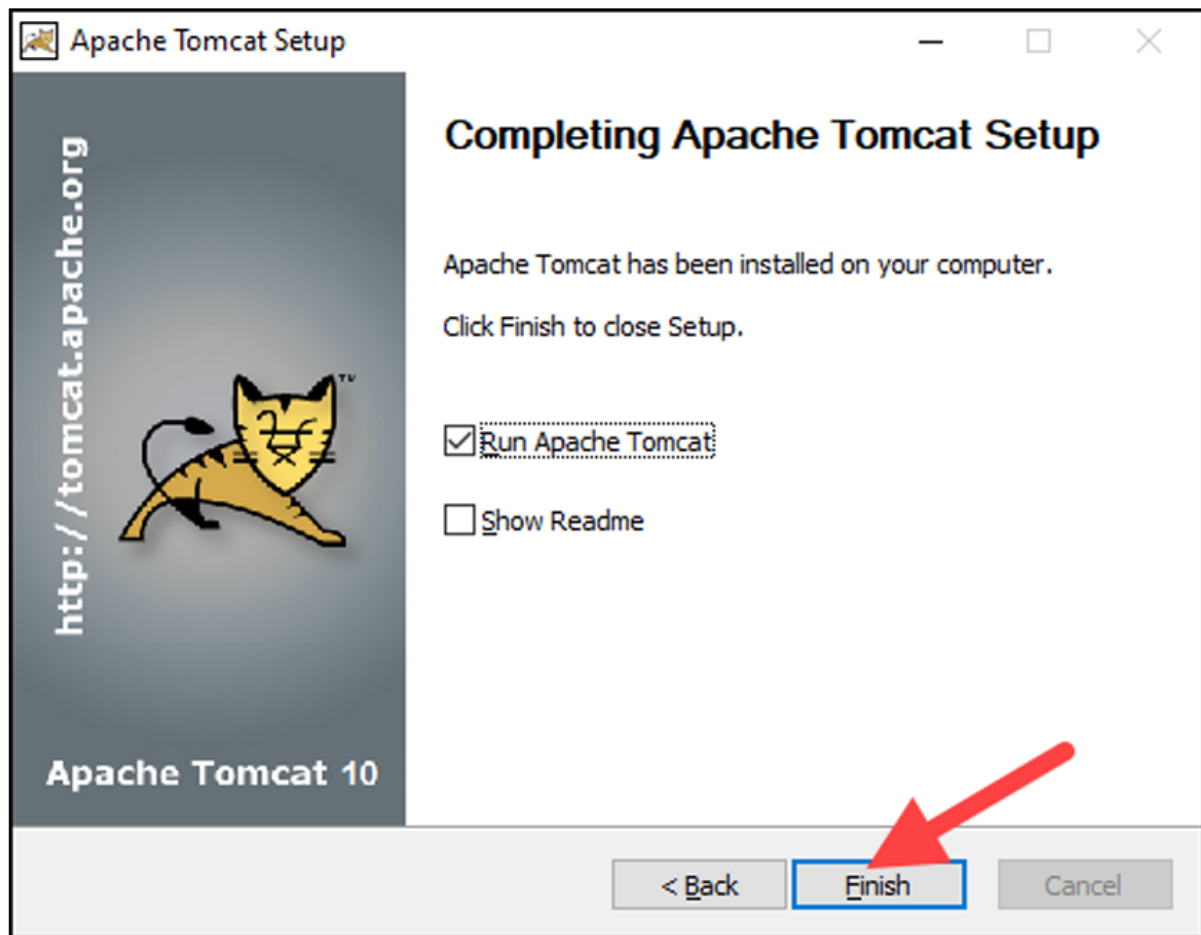 Apache Tomcat Setup
http://tomcat.apache.org
Apache Tomcat 10
Completing Apache Tomcat Setup
Apache Tomcat has been installed on your computer.
Click Finish to close Setup.
Run Apache Tomcat
Show Readme
TM
< Back
Finish
Cancel